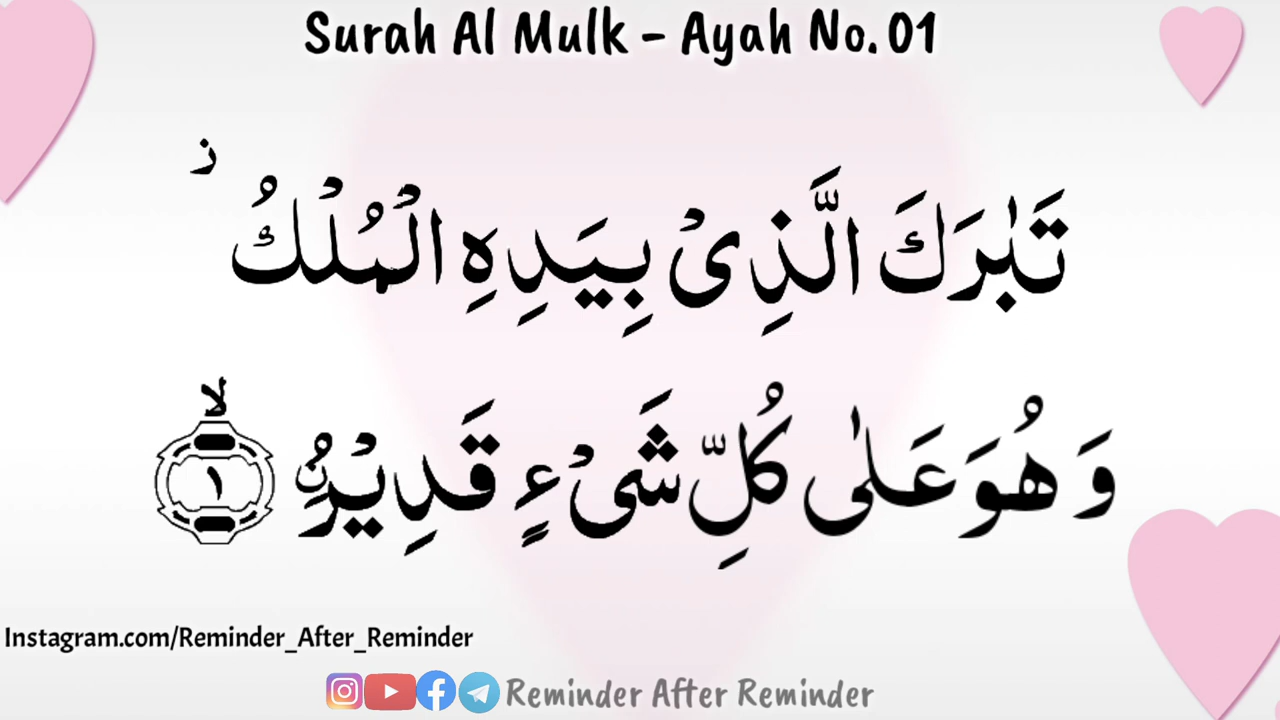 Surah Al Mulk - Ayah No.01
تَبٰرَكَ الَّذِىْ بِيَدِهِ الْمُلْكُ ز
وَهُوَ عَلٰى كُلِّ شَىْءٍ قَدِيْرُ ۨ ۙ ١
Instagram.com/Reminder_After_Reminder
Reminder After Reminder